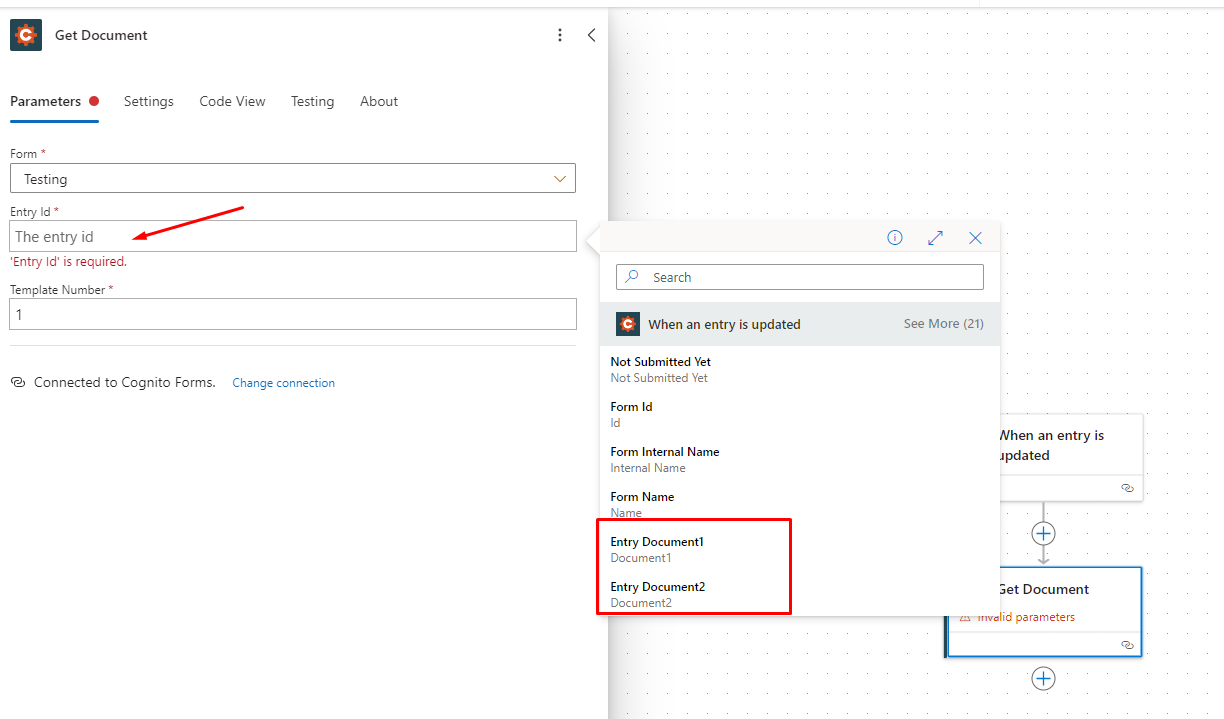 Get Document
Parameters
Settings
Code View
Testing
About
Form *
Testing
Entry Id *
The entry id
'Entry Id' is required.
Template Number *
1
Connected to Cognito Forms.
Change connection
Search
When an entry is updated
See More (21)
Not Submitted Yet
Not Submitted Yet
Form Id
Id
Form Internal Name
Internal Name
Form Name
Name
Entry Document1
Document1
Entry Document2
Document2
When an entry is
updated
Get Document
Invalid parameters